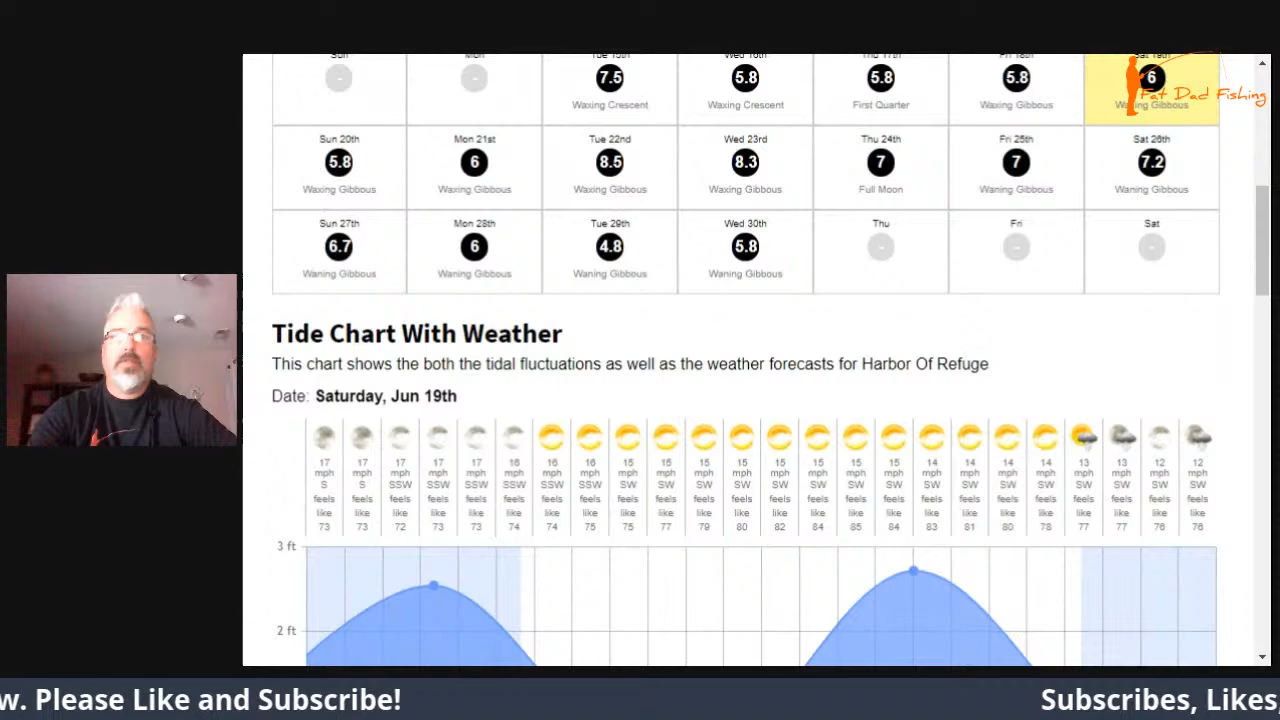 Sun Mon Tue 15th Wed 16th Thu 17th Fri 18th Sat 19th
- - 7.5 5.8 5.8 5.8 6
Waxing Crescent Waxing Crescent First Quarter Waxing Gibbous Waxing Gibbous
Fat Dad Fishing
Sun 20th Mon 21st Tue 22nd Wed 23rd Thu 24th Fri 25th Sat 26th
5.8 6 8.5 8.3 7 7 7.2
Waxing Gibbous Waxing Gibbous Waxing Gibbous Waxing Gibbous Full Moon Waning Gibbous Waning Gibbous
Sun 27th Mon 28th Tue 29th Wed 30th Thu Fri Sat
6.7 6 4.8 5.8 - - -
Waning Gibbous Waning Gibbous Waning Gibbous Waning Gibbous
Tide Chart With Weather
This chart shows the both the tidal fluctuations as well as the weather forecasts for Harbor Of Refuge
Date: Saturday, Jun 19th
17 17 17 17 17 16 16 16 15 15 15 15 15 15 15 14 14 14 14 14 13 13 12 12
mph mph mph mph mph mph mph mph mph mph mph mph mph mph mph mph mph mph mph mph mph mph mph mph
S S SSW SSW SSW SSW SSW SSW SW SW SW SW SW SW SW SW SW SW SW SW SW SW SW SW
feels feels feels feels feels feels feels feels feels feels feels feels feels feels feels feels feels feels feels feels feels feels feels feels
like like like like like like like like like like like like like like like like like like like like like like like like
73 73 72 73 73 74 74 75 75 77 79 80 82 84 85 84 83 81 80 78 77 77 76 76
3 ft
2 ft
w. Please Like and Subscribe! Subscribes, Likes,